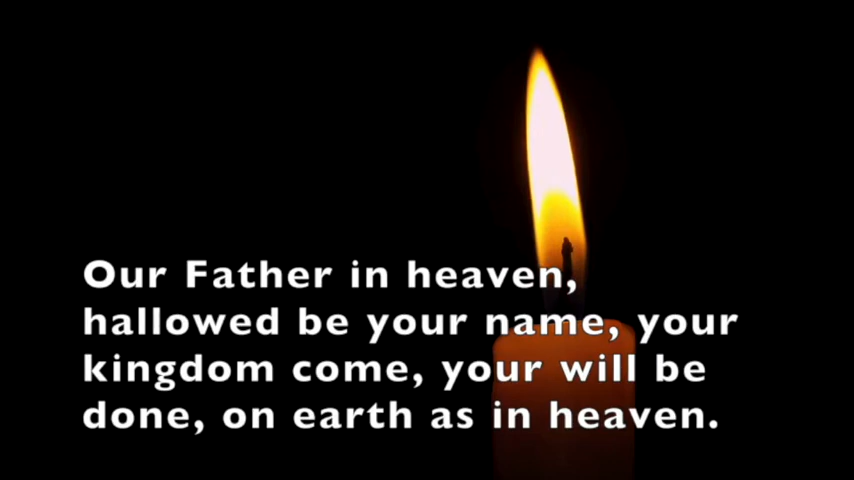 Our Father in heaven,
hallowed be your name, your
kingdom come, your will be
done, on earth as in heaven.